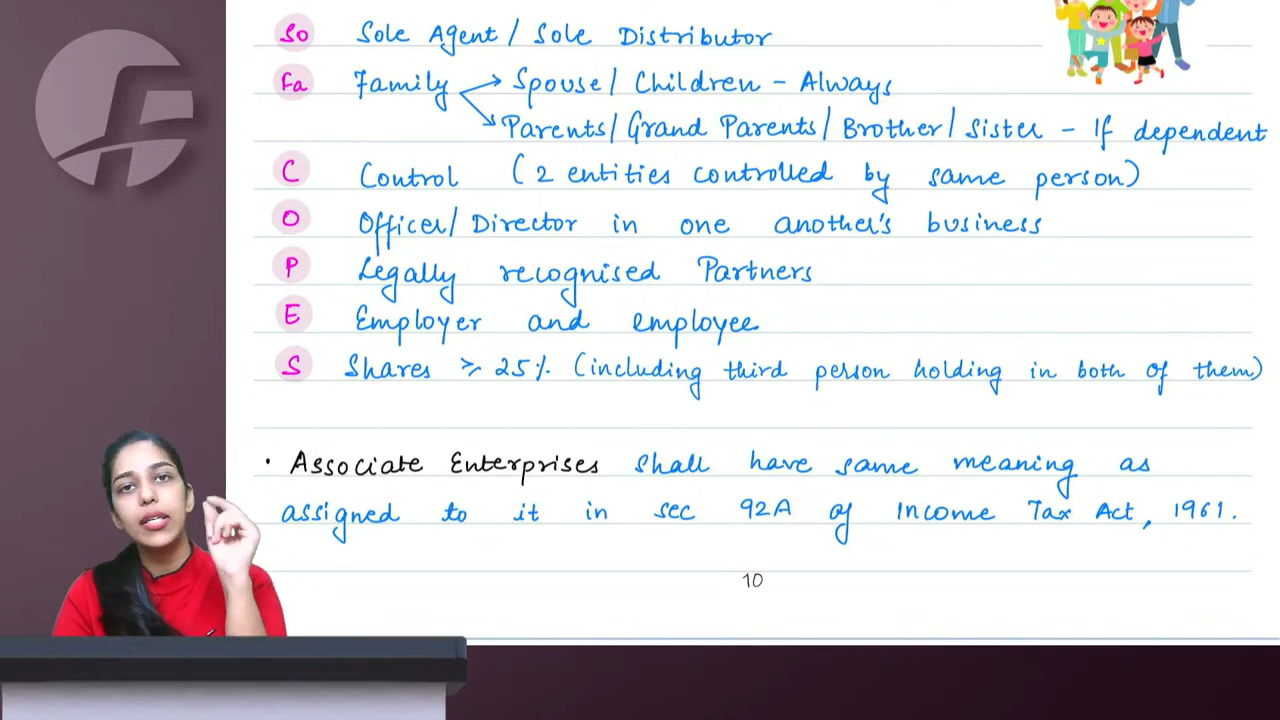 So Sole Agent / Sole Distributor
Fa Family → Spouse / Children - Always
Parents / Grand Parents / Brother / Sister - If dependent
C Control (2 entities controlled by same person)
O Officer / Director in one another's business
P Legally recognised Partners
E Employer and employee
S Shares ⩾ 25% (including third person holding in both of them)
• Associate Enterprises shall have same meaning as
assigned to it in sec 92A of Income Tax Act, 1961.
10